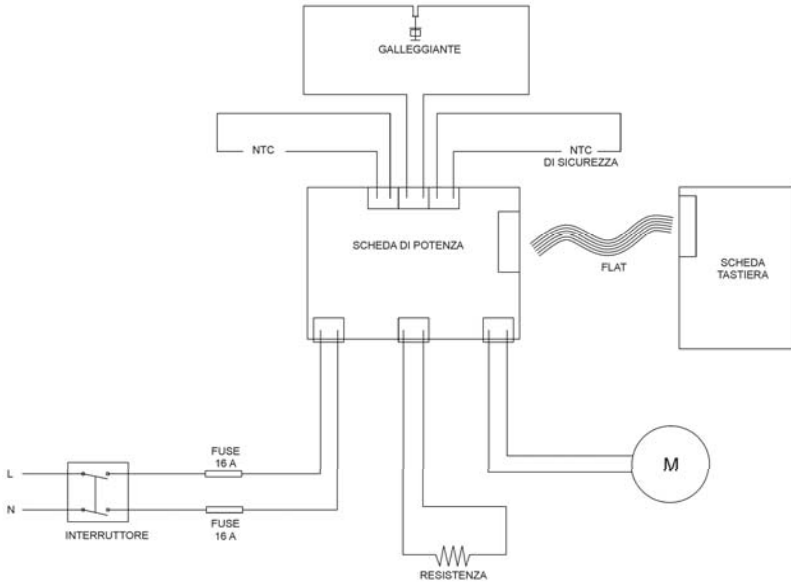 GALLEGGIANTE
NTC
NTC
DI SICUREZZA
SCHEDA DI POTENZA
FLAT
SCHEDA
TASTIERA
FUSE
16 A
L
N
INTERRUTTORE
FUSE
16 A
M
RESISTENZA